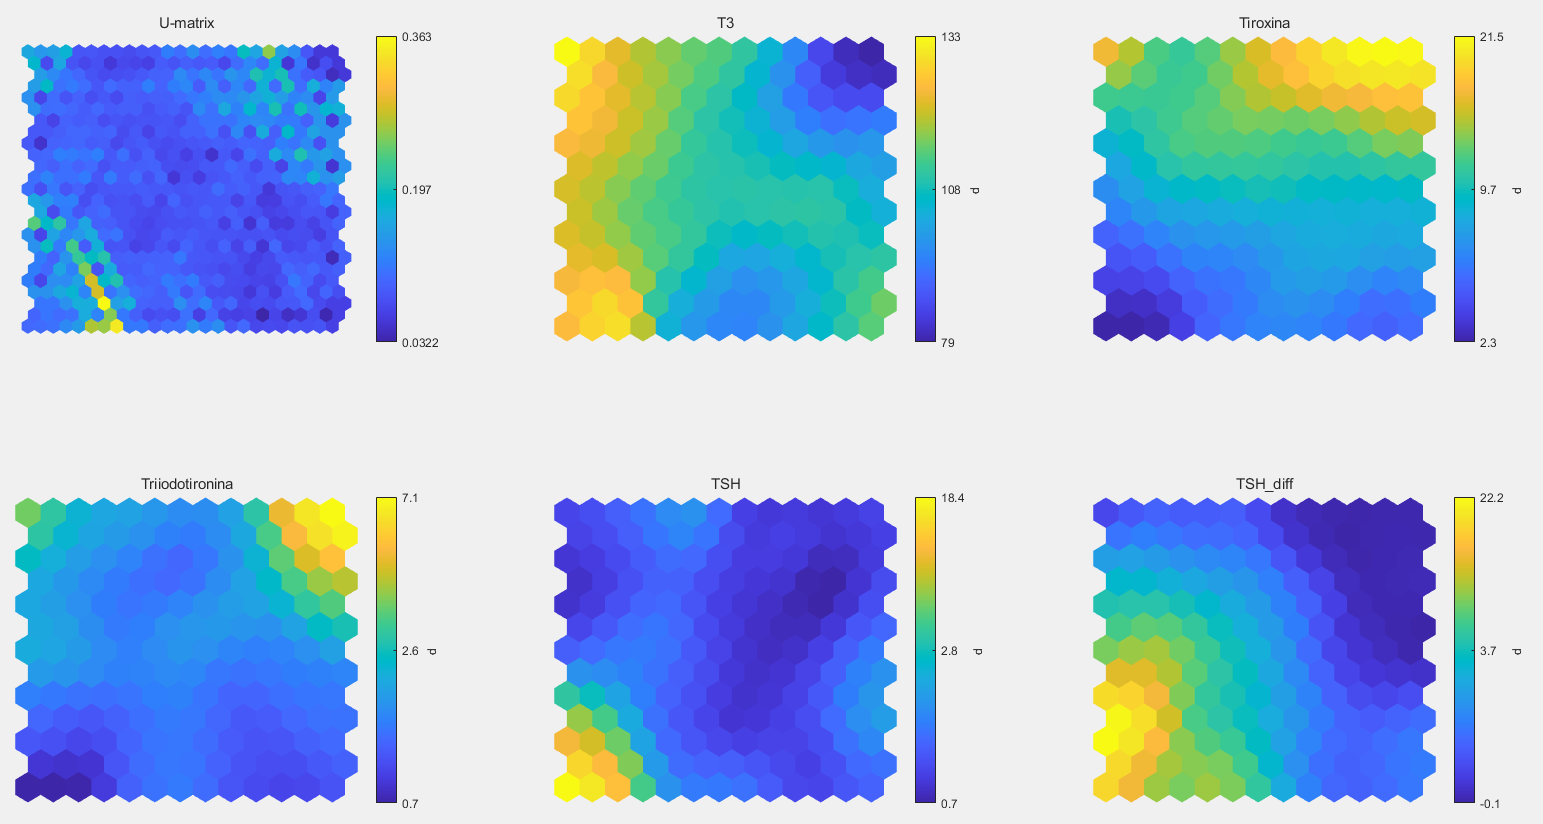 U-matrix
0.363
0.197
0.0322
T3
133
108
d
79
Tiroxina
21.5
9.7
d
2.3
Triiodotironina
7.1
2.6
d
0.7
TSH
18.4
2.8
d
0.7
TSH_diff
22.2
3.7
d
-0.1